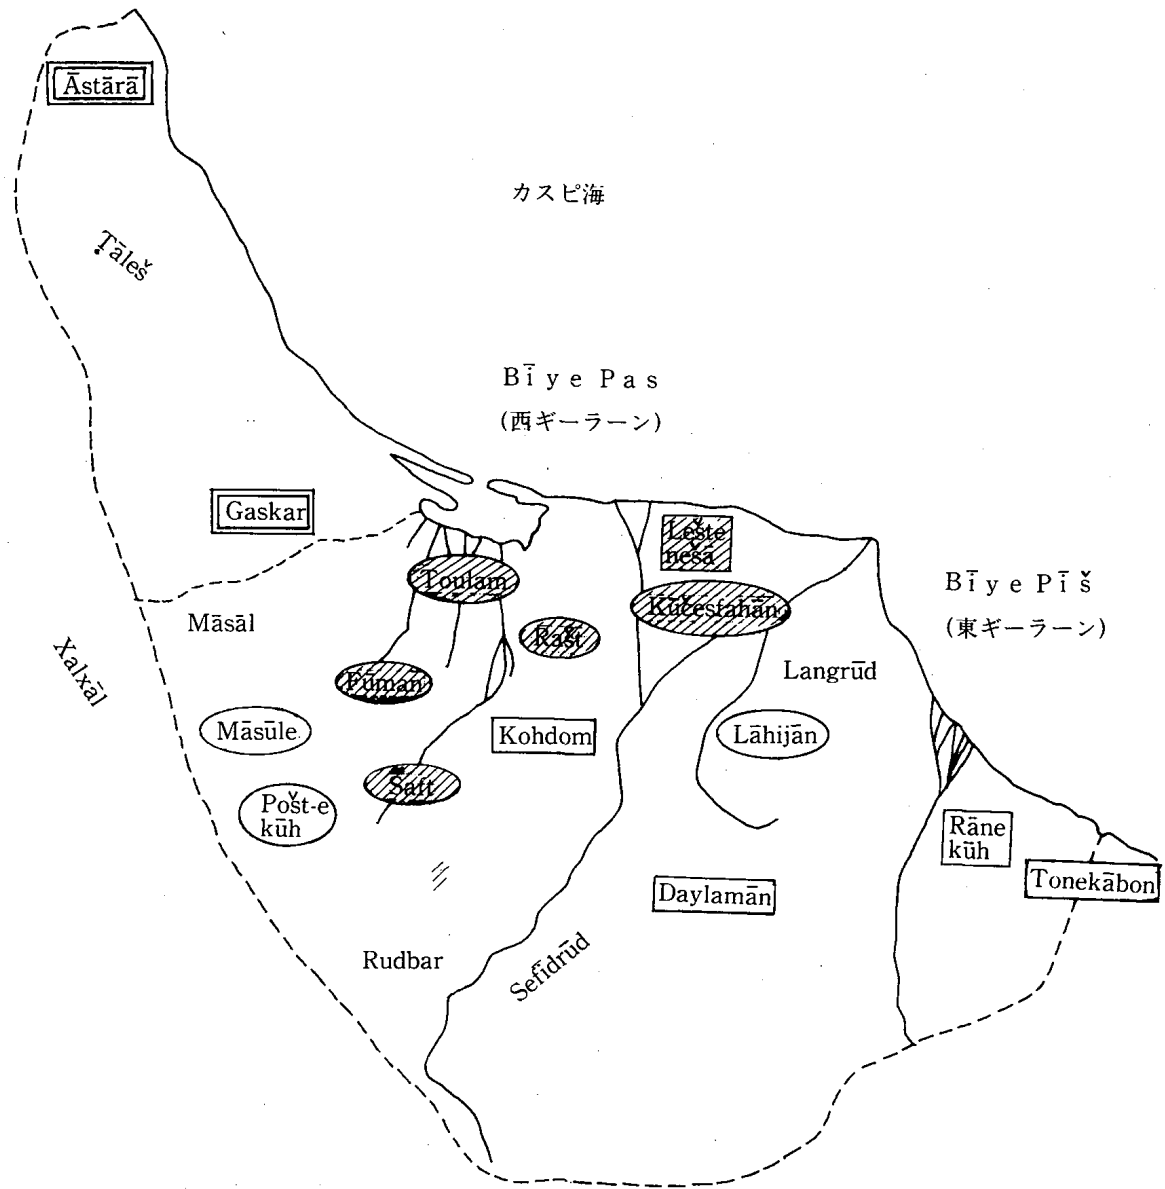 Āstārā
カスピ海
Ṭāleš
Bīye Pas
(西ギーラーン)
Gaskar
Lešte
nešā
Toulam
Kūčesfahān
Bīye Pīš
(東ギーラーン)
Māsāl
Rašt
Xalxāl
Fūman
Langrūd
Māsūle
Kohdom
Lāhijān
Šaft
Pošt-e
kūh
Rāne
kūh
Tonekābon
Daylamān
Rudbar
Sefīdrūd